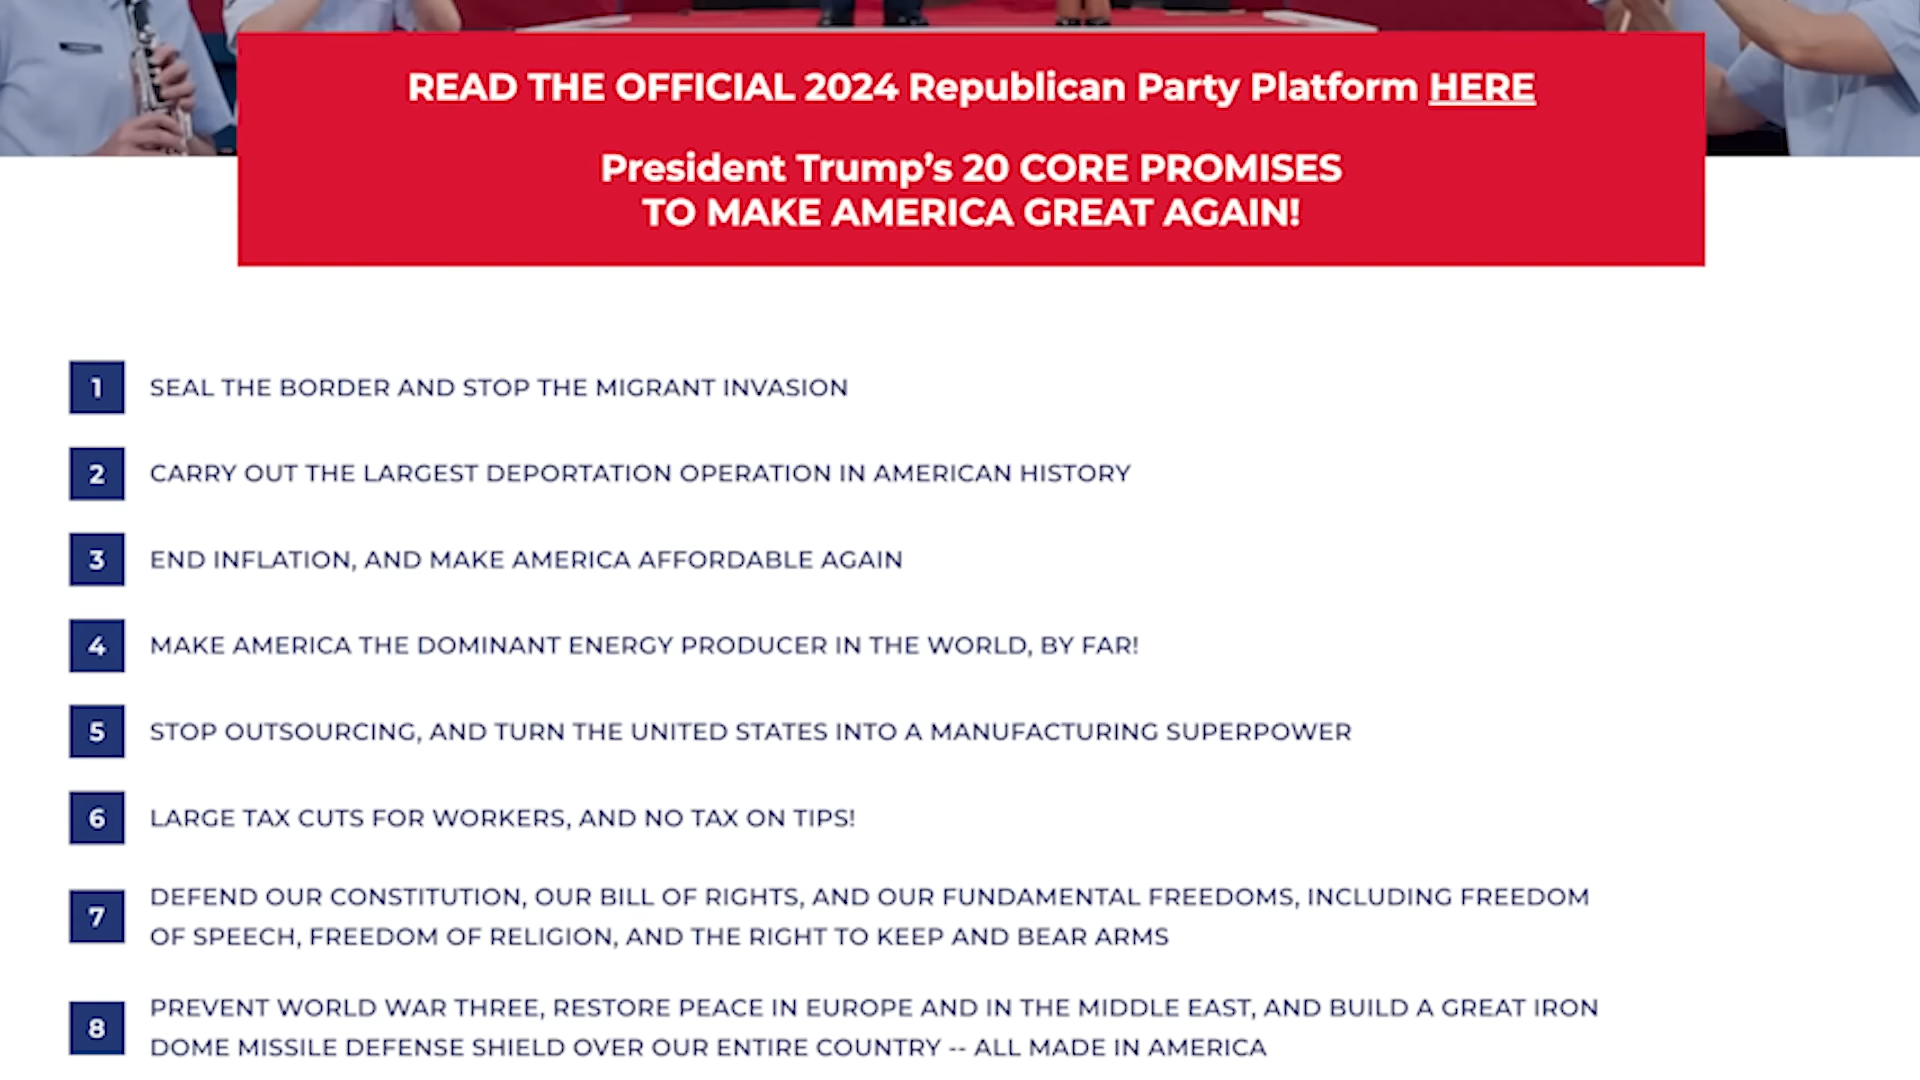 READ THE OFFICIAL 2024 Republican Party Platform HERE
President Trump's 20 CORE PROMISES
TO MAKE AMERICA GREAT AGAIN!
1 SEAL THE BORDER AND STOP THE MIGRANT INVASION
2 CARRY OUT THE LARGEST DEPORTATION OPERATION IN AMERICAN HISTORY
3 END INFLATION, AND MAKE AMERICA AFFORDABLE AGAIN
4 MAKE AMERICA THE DOMINANT ENERGY PRODUCER IN THE WORLD, BY FAR!
5 STOP OUTSOURCING, AND TURN THE UNITED STATES INTO A MANUFACTURING SUPERPOWER
6 LARGE TAX CUTS FOR WORKERS, AND NO TAX ON TIPS!
7 DEFEND OUR CONSTITUTION, OUR BILL OF RIGHTS, AND OUR FUNDAMENTAL FREEDOMS, INCLUDING FREEDOM
OF SPEECH, FREEDOM OF RELIGION, AND THE RIGHT TO KEEP AND BEAR ARMS
8 PREVENT WORLD WAR THREE, RESTORE PEACE IN EUROPE AND IN THE MIDDLE EAST, AND BUILD A GREAT IRON
DOME MISSILE DEFENSE SHIELD OVER OUR ENTIRE COUNTRY -- ALL MADE IN AMERICA